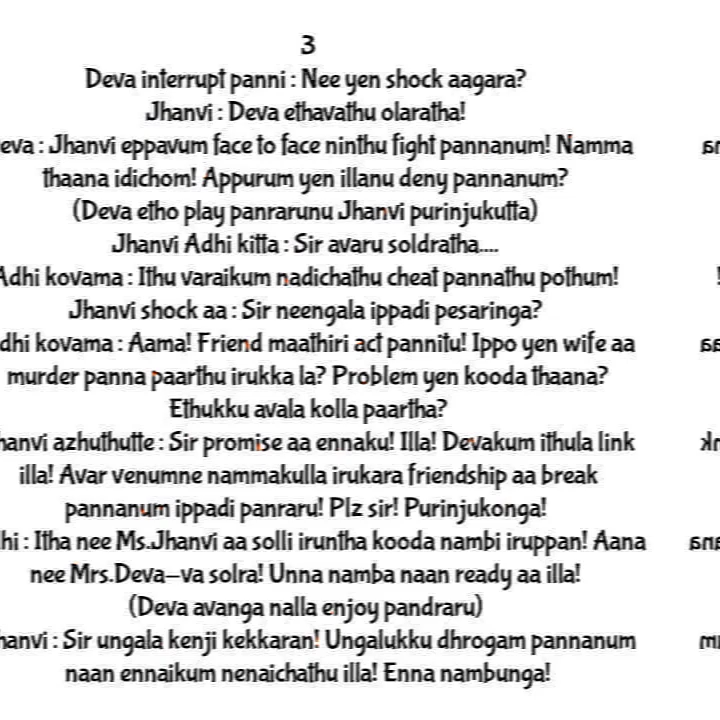 3
Deva interrupt panni : Nee yen shock aagara?
Jhanvi : Deva ethavathu olaratha!
eva : Jhanvi eppavum face to face ninthu fight pannanum! Namma
thaana idichom! Appurum yen illanu deny pannanum?
(Deva etho play panrarunu Jhanvi purinjukutta)
Jhanvi Adhi kitta : Sir avaru soldratha....
Adhi kovama : Ithu varaikum nadichathu cheat pannathu pothum!
Jhanvi shock aa : Sir neengala ippadi pesaringa?
dhi kovama : Aama! Friend maathiri act pannitu! Ippo yen wife aa
murder panna paarthu irukka la? Problem yen kooda thaana?
Ethukku avala kolla paartha?
hanvi azhuthutte : Sir promise aa ennaku! Illa! Devakum ithula link
illa! Avar venumne nammakulla irukara friendship aa break
pannanum ippadi panraru! Plz sir! Purinjukonga!
hi : Itha nee Ms.Jhanvi aa solli iruntha kooda nambi iruppan! Aana
nee Mrs.Deva-va solra! Unna namba naan ready aa illa!
(Deva avanga nalla enjoy pandraru)
hanvi : Sir ungala kenji kekkaran! Ungalukku dhrogam pannanum
naan ennaikum nenaichathu illa! Enna nambunga!